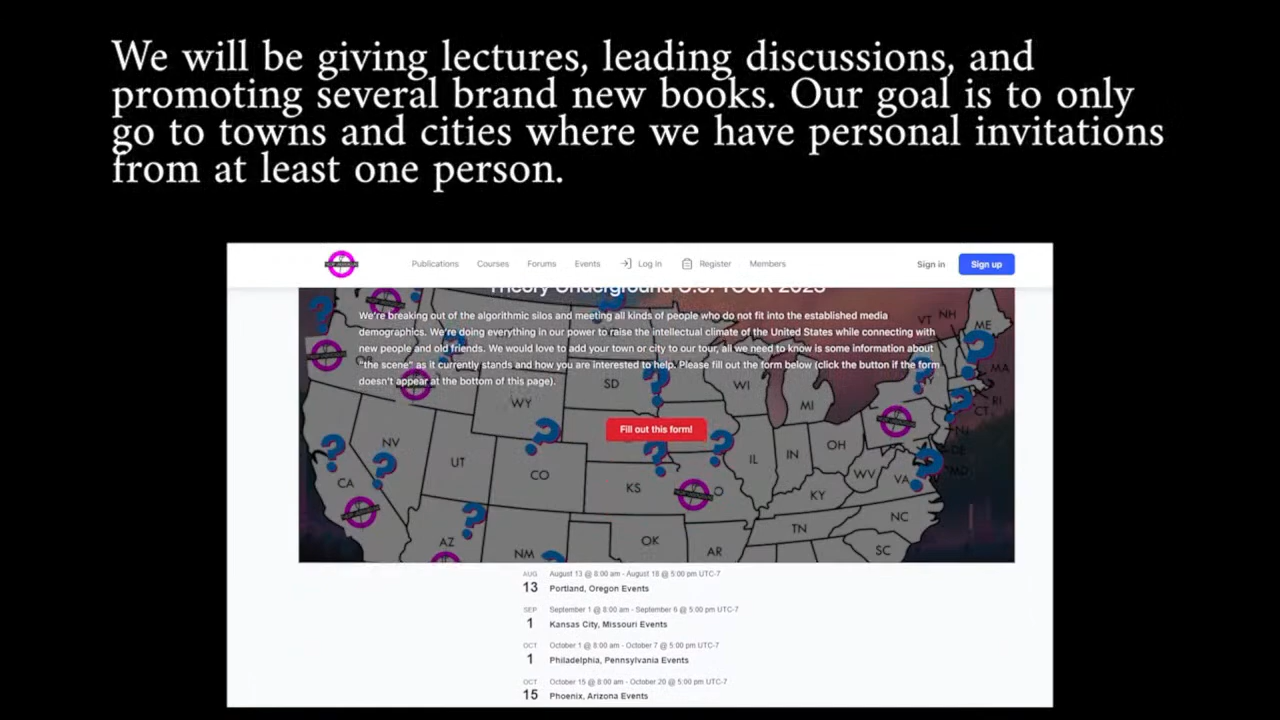 We will be giving lectures, leading discussions, and
promoting several brand new books. Our goal is to only
go to towns and cities where we have personal invitations
from at least one person.
Publications Courses Forums Events Log In Register Members Sign in Sign up
Theory Underground U.S. TOUR 2023
We're breaking out of the algorithmic silos and meeting all kinds of people who do not fit into the established media
demographics. We're doing everything in our power to raise the intellectual climate of the United States while connecting with
new people and old friends. We would love to add your town or city to our tour, all we need to know is some information about
"the scene" as it currently stands and how you are interested to help. Please fill out the form below (click the button if the form
doesn't appear at the bottom of this page).
Fill out this form!
VT NH ME
MA
SD WI NY RI
WY MI CT
NJ
NV OH DE
UT IL IN MD
CA CO WV VA
KS O KY
NC
TN
AZ OK
NM AR SC
AUG August 13 @ 8:00 am - August 18 @ 5:00 pm UTC-7
13 Portland, Oregon Events
SEP September 1 @ 8:00 am - September 6 @ 5:00 pm UTC-7
1 Kansas City, Missouri Events
OCT October 1 @ 8:00 am - October 7 @ 5:00 pm UTC-7
1 Philadelphia, Pennsylvania Events
OCT October 15 @ 8:00 am - October 20 @ 5:00 pm UTC-7
15 Phoenix, Arizona Events